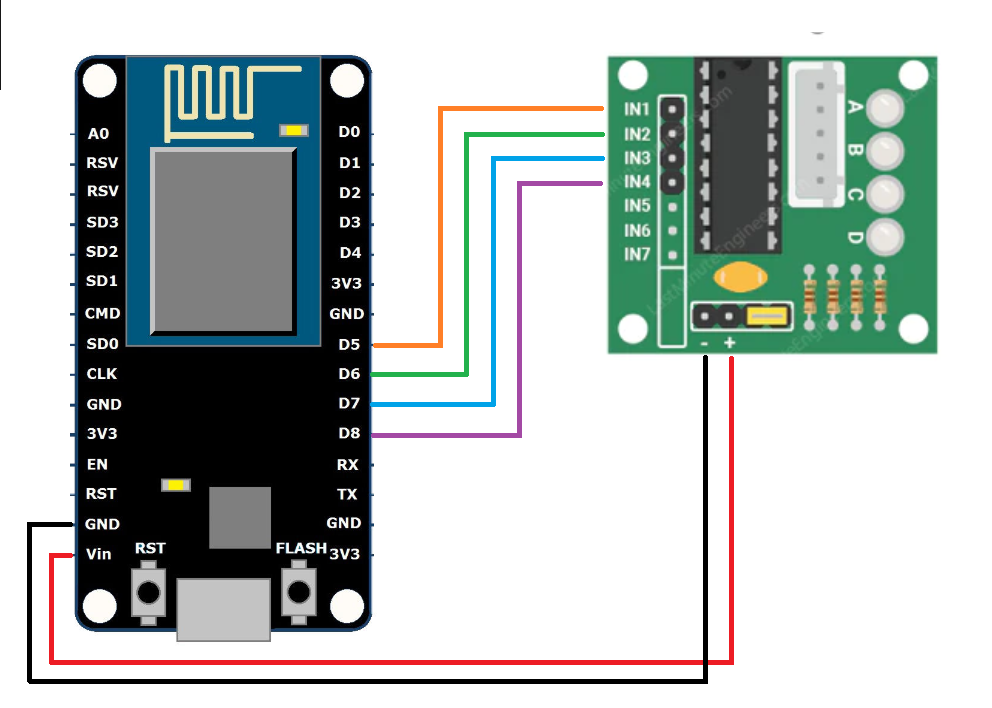 A0
RSV
RSV
SD3
SD2
SD1
CMD
SD0
CLK
GND
3V3
EN
RST
GND
Vin
RST
FLASH
D0
D1
D2
D3
D4
3V3
GND
D5
D6
D7
D8
RX
TX
GND
3V3
IN1
IN2
IN3
IN4
IN5
IN6
IN7
A
B
C
D
- +
LastMinuteEngineers.com